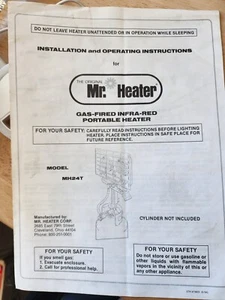 DO NOT LEAVE HEATER UNATTENDED OR IN OPERATION WHILE SLEEPING
INSTALLATION and OPERATING INSTRUCTIONS
for
THE ORIGINAL
Mr. Heater
GAS-FIRED INFRA-RED
PORTABLE HEATER
FOR YOUR SAFETY: CAREFULLY READ INSTRUCTIONS BEFORE LIGHTING
HEATER. PLACE INSTRUCTIONS IN SAFE PLACE FOR
FUTURE REFERENCE.
MODEL
MH24T
Manufactured by:
MR. HEATER CORP.
East 79th Street
Cleveland, Ohio 44104
CYLINDER NOT INCLUDED
FOR YOUR SAFETY
If you smell gas:
1. Evacuate enclosure.
2. Call for professional help.
FOR YOUR SAFETY
Do not store or use gasoline or
other liquids with flammable
vapors in the vicinity of this or
any other appliance.